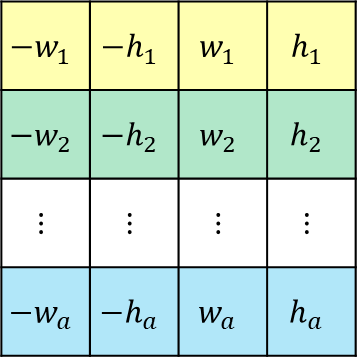 −w₁ −h₁ w₁ h₁
−w₂ −h₂ w₂ h₂
⋮ ⋮ ⋮ ⋮
−wₐ −hₐ wₐ hₐ